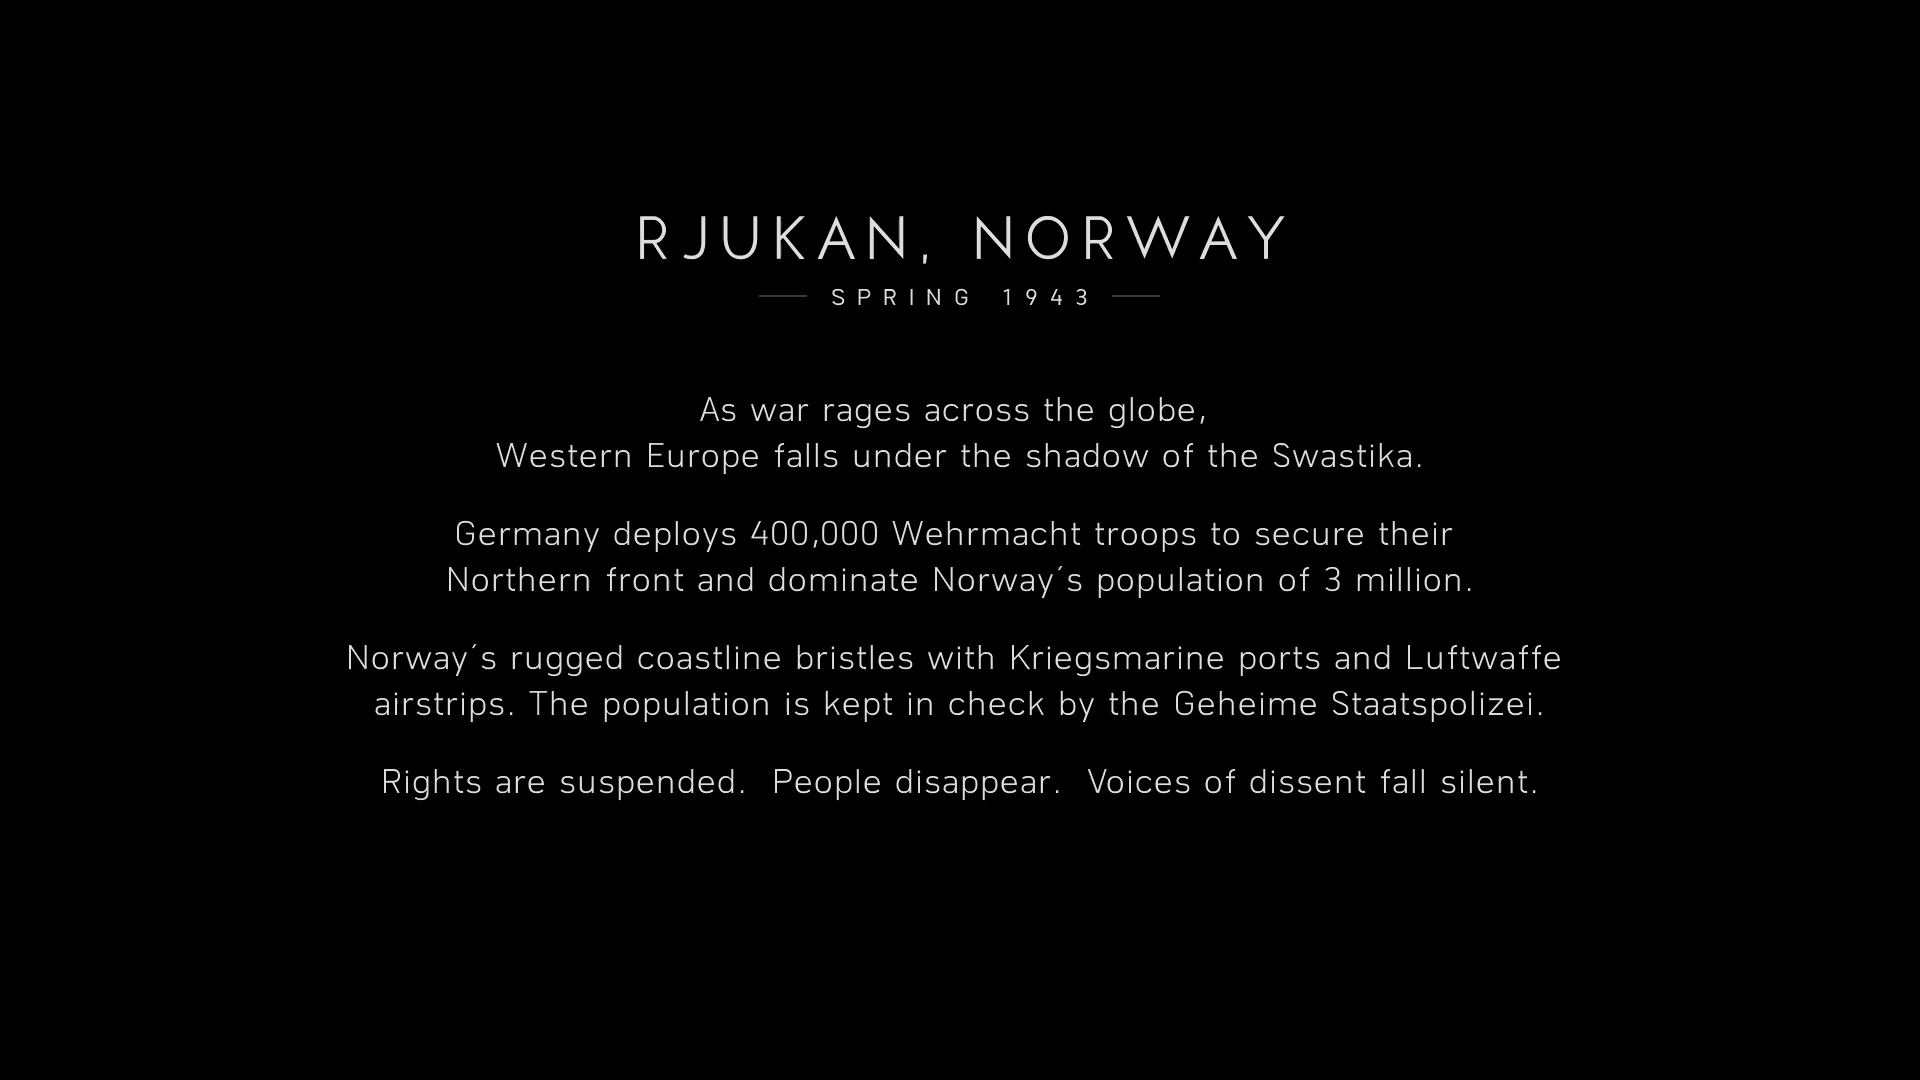 RJUKAN, NORWAY
SPRING 1943
As war rages across the globe,
Western Europe falls under the shadow of the Swastika.
Germany deploys 400,000 Wehrmacht troops to secure their
Northern front and dominate Norway´s population of 3 million.
Norway´s rugged coastline bristles with Kriegsmarine ports and Luftwaffe
airstrips. The population is kept in check by the Geheime Staatspolizei.
Rights are suspended.  People disappear.  Voices of dissent fall silent.